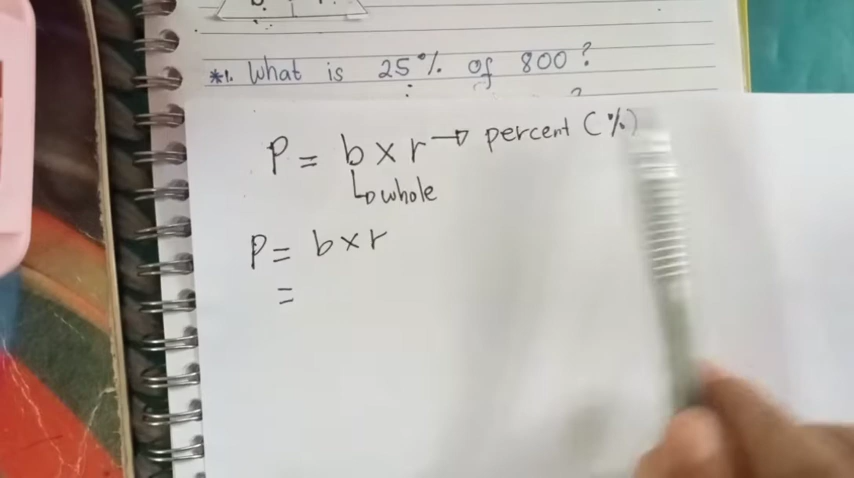 *1. What is 25% of 800?
?
P = b x r → percent (%)
↳ whole
P = b x r
=